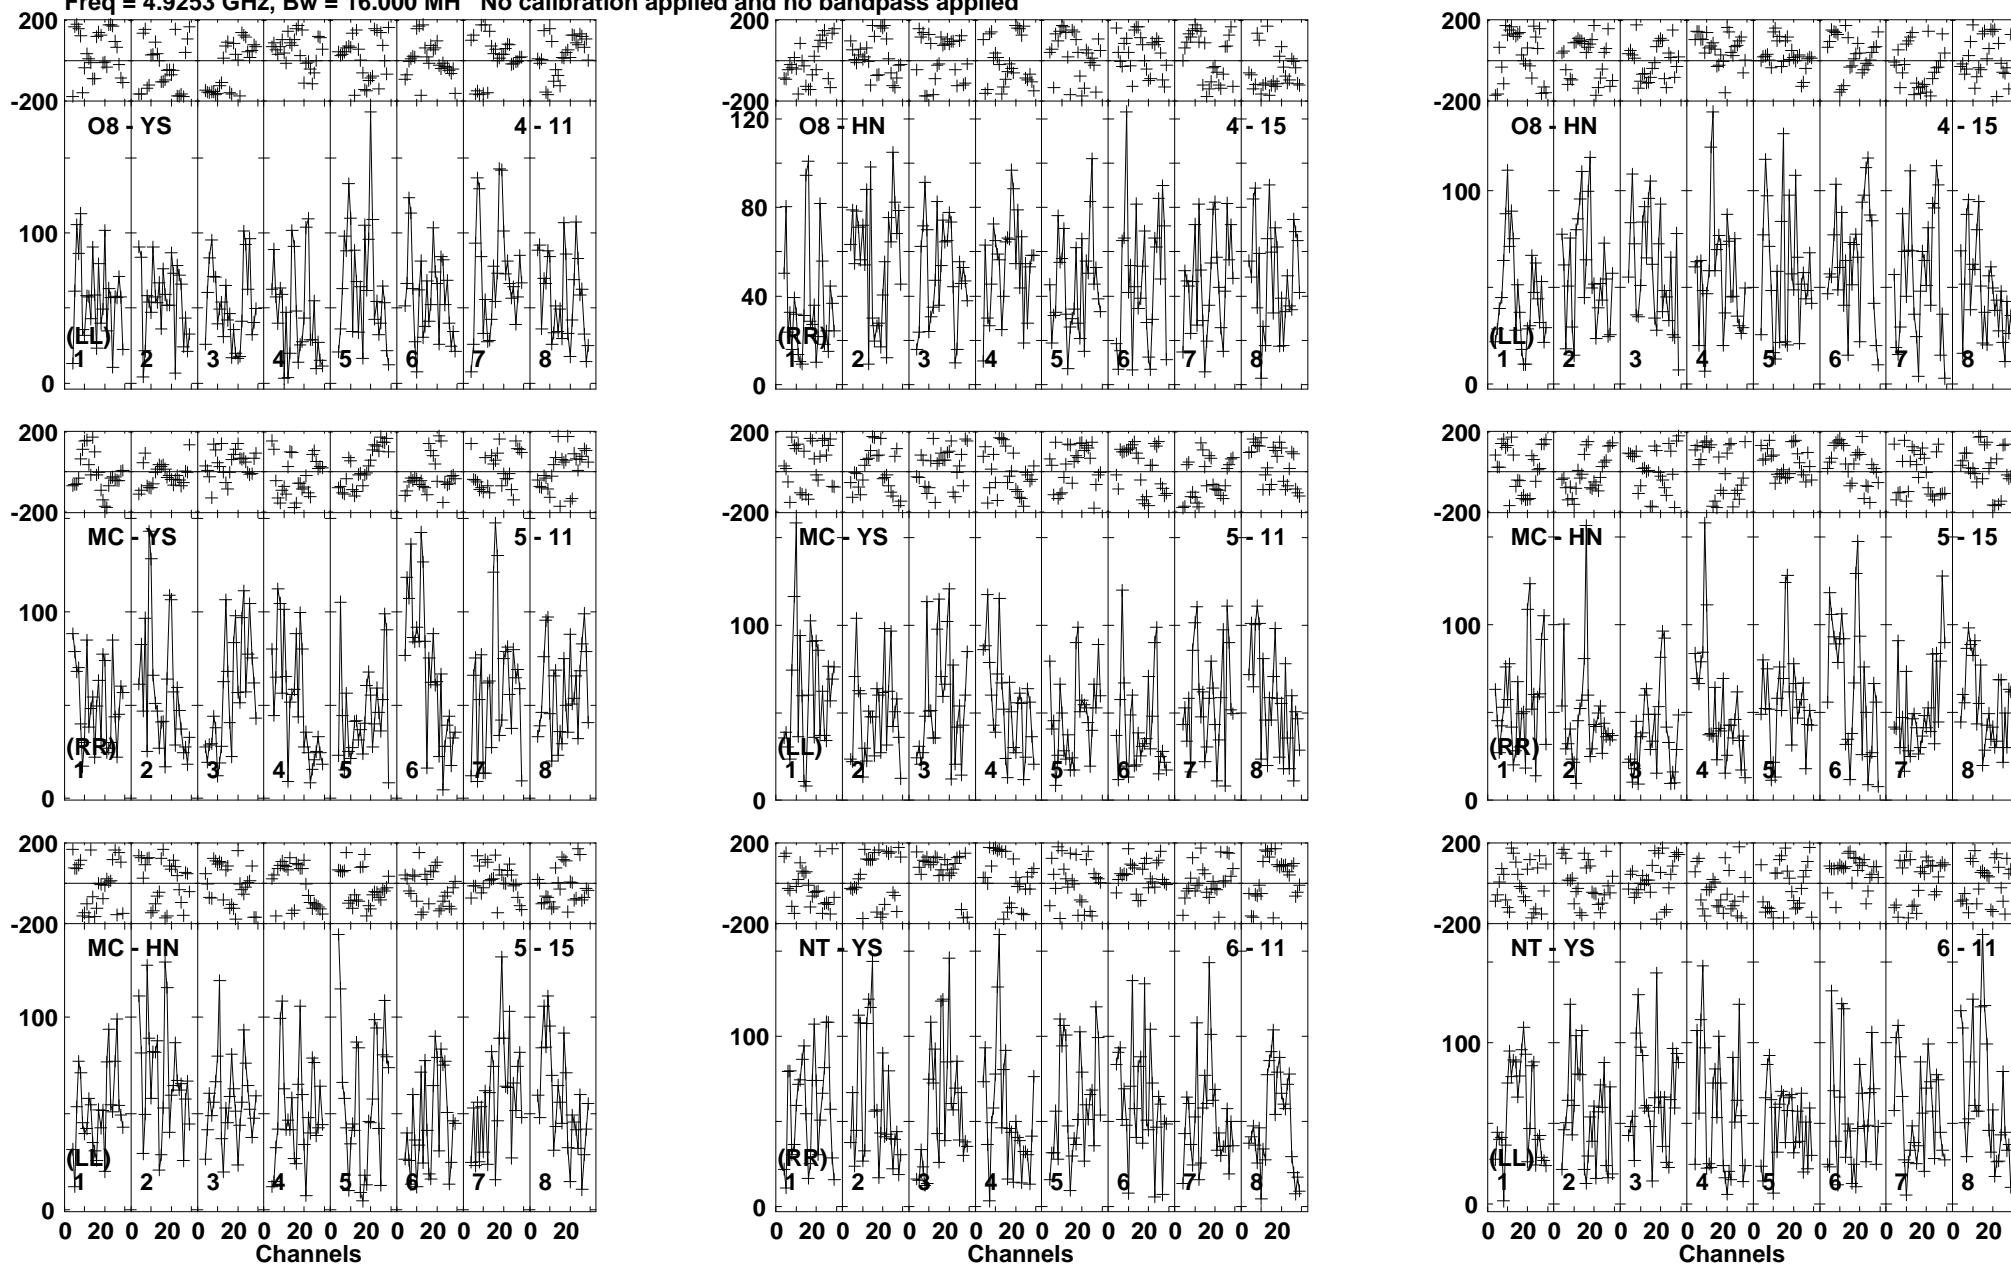 Freq = 4.9253 GHz, Bw = 16.000 MH No calibration applied and no bandpass applied
200
-200
O8 - YS 4 - 11
100
0
(LL)
1 2 3 4 5 6 7 8
200
-200
O8 - HN 4 - 15
120
80
40
0
(RR)
1 2 3 4 5 6 7 8
200
-200
O8 - HN 4 - 15
100
0
(LL)
1 2 3 4 5 6 7 8
200
-200
MC - YS 5 - 11
100
0
(RR)
1 2 3 4 5 6 7 8
200
-200
MC - YS 5 - 11
100
0
(LL)
1 2 3 4 5 6 7 8
200
-200
MC - HN 5 - 15
100
0
(RR)
1 2 3 4 5 6 7 8
200
-200
MC - HN 5 - 15
100
0
(LL)
1 2 3 4 5 6 7 8
0 20 0 20 0 20 0 20 0 20 0 20 0 20 0 20
Channels
200
-200
NT - YS 6 - 11
100
0
(RR)
1 2 3 4 5 6 7 8
0 20 0 20 0 20 0 20 0 20 0 20 0 20 0 20
Channels
200
-200
NT - YS 6 - 11
100
0
(LL)
1 2 3 4 5 6 7 8
0 20 0 20 0 20 0 20 0 20 0 20 0 20 0 20
Channels